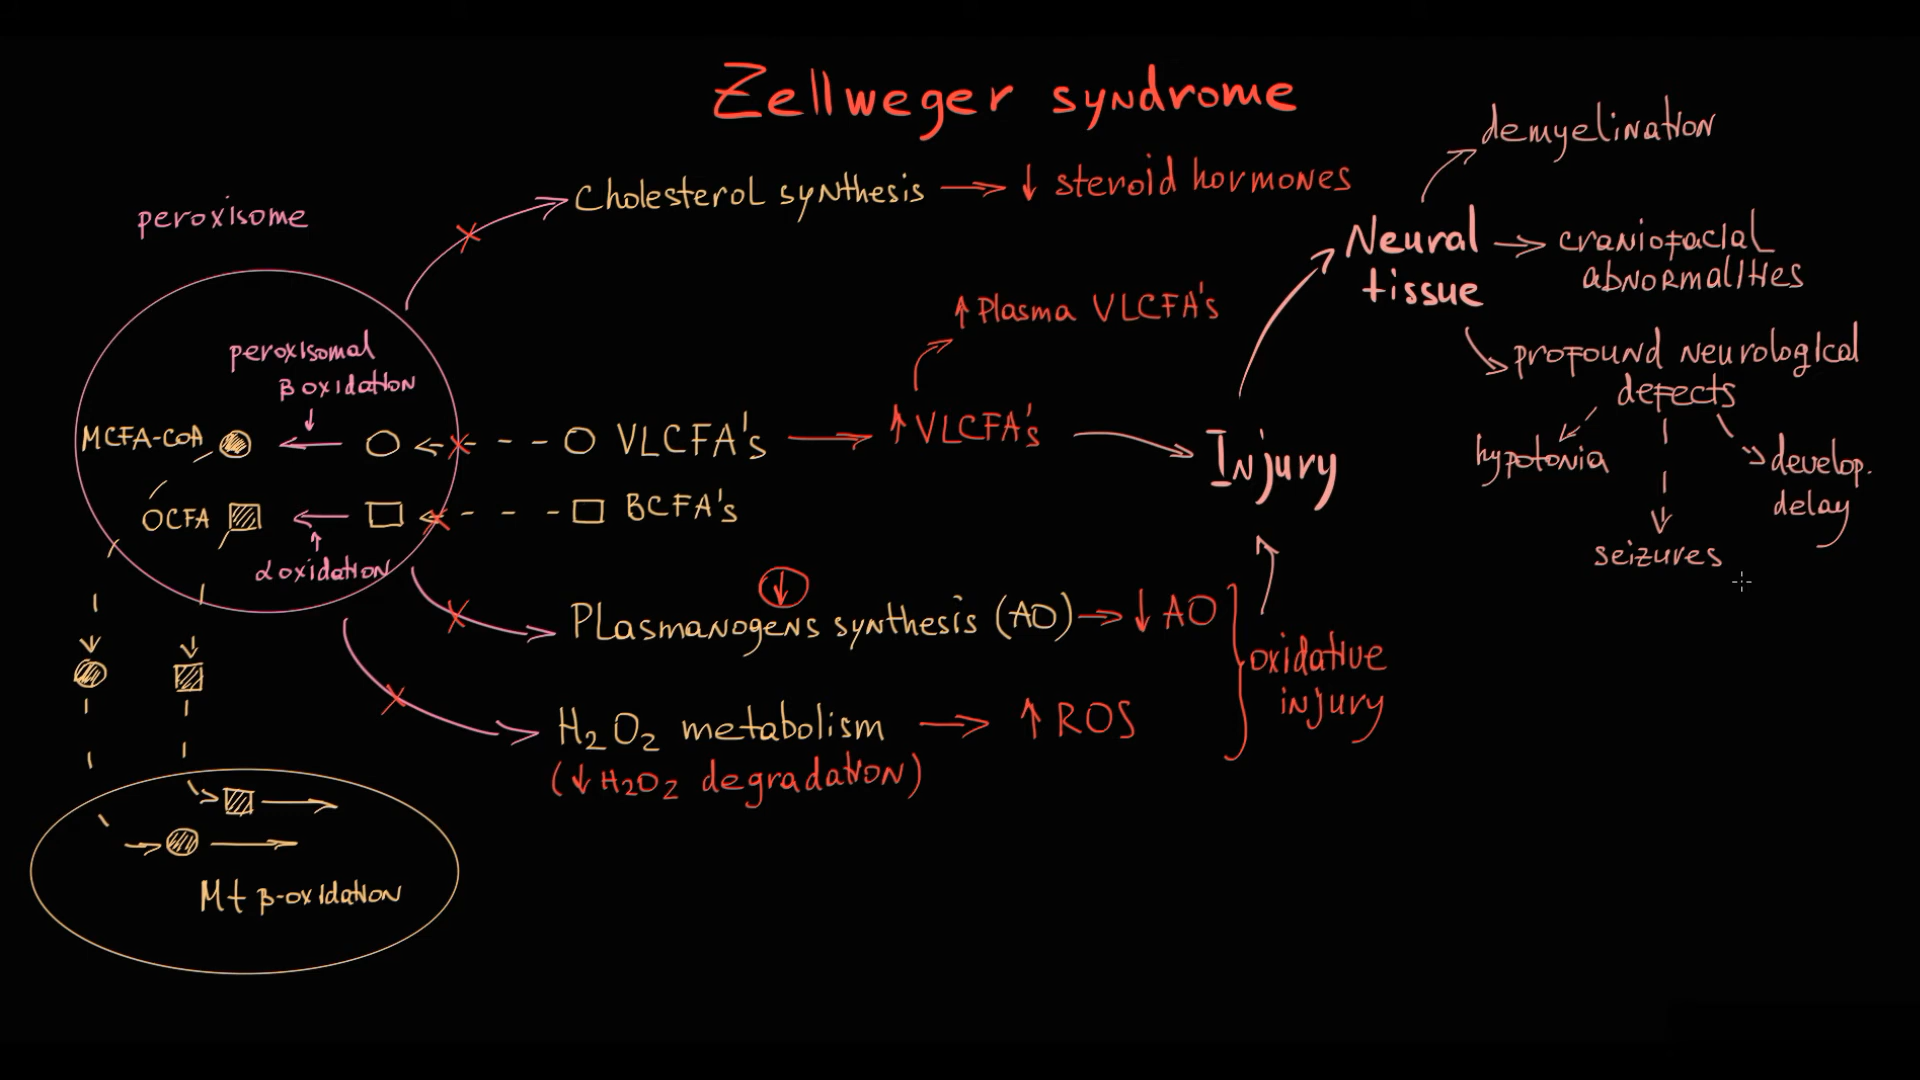 Zellweger syndrome
peroxisome
peroxisomal
β oxidation
MCFA-CoA
OCFA
α oxidation
Mt β-oxidation
Cholesterol synthesis
↓ steroid hormones
VLCFA's
↑ VLCFA's
↑ Plasma VLCFA's
BCFA's
Plasmanogens synthesis (AO)
↓
↓ AO
H₂O₂ metabolism
(↓ H₂O₂ degradation)
↑ ROS
oxidative
injury
Injury
Neural
tissue
demyelination
craniofacial
abnormalities
profound neurological
defects
hypotonia
seizures
develop.
delay